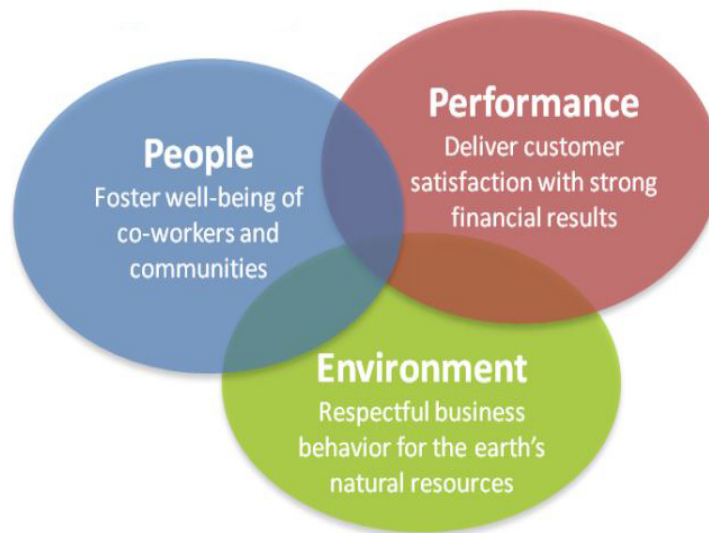 People
Foster well-being of
co-workers and
communities
Performance
Deliver customer
satisfaction with strong
financial results
Environment
Respectful business
behavior for the earth's
natural resources